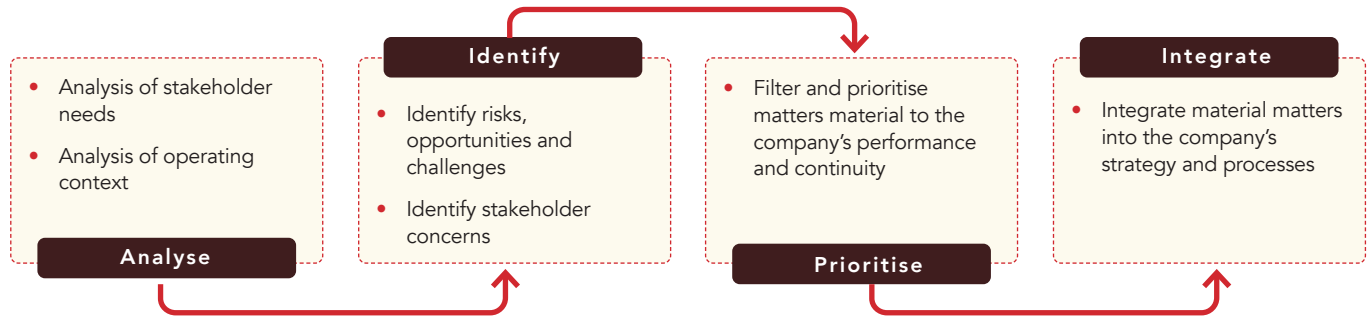 Analysis of stakeholder
needs
Analysis of operating
context
Analyse
Identify
Identify risks,
opportunities and
challenges
Identify stakeholder
concerns
Filter and prioritise
matters material to the
company’s performance
and continuity
Prioritise
Integrate
Integrate material matters
into the company’s
strategy and processes